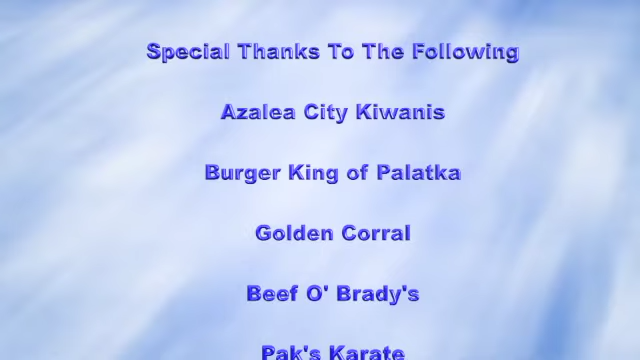 Special Thanks To The Following
Azalea City Kiwanis
Burger King of Palatka
Golden Corral
Beef O' Brady's
Pak's Karate